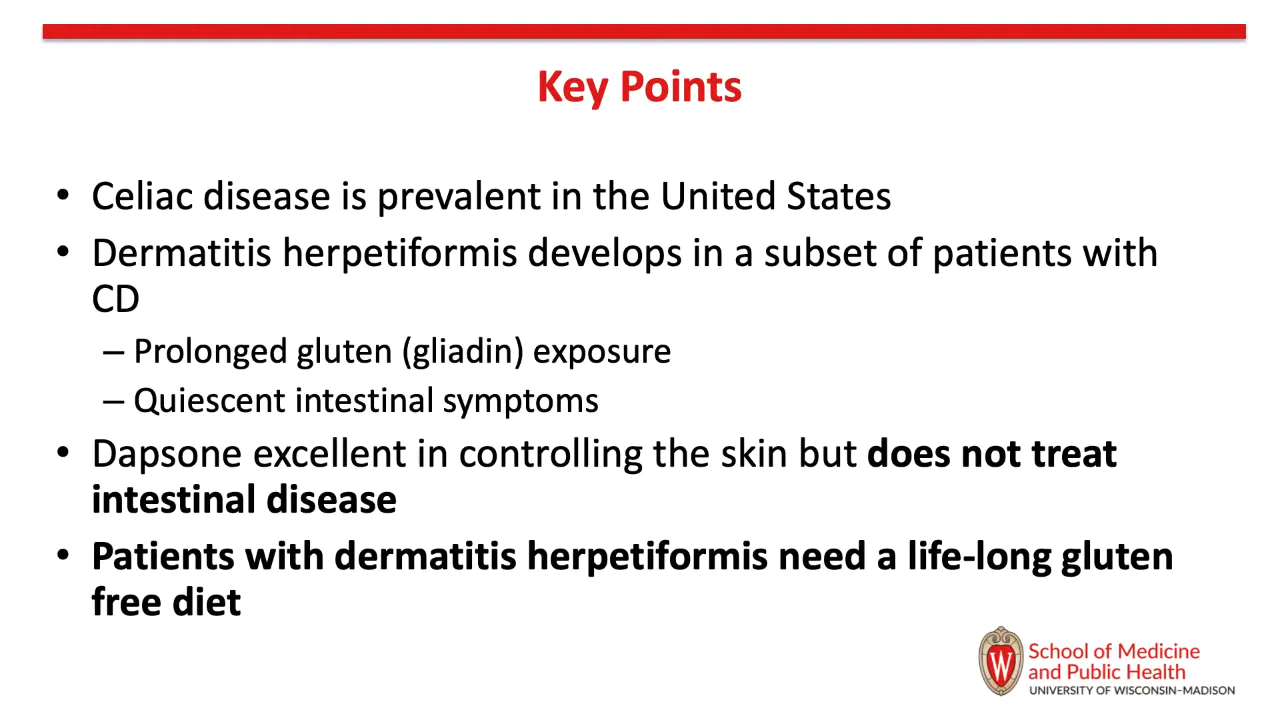 Key Points
• Celiac disease is prevalent in the United States
• Dermatitis herpetiformis develops in a subset of patients with
CD
– Prolonged gluten (gliadin) exposure
– Quiescent intestinal symptoms
• Dapsone excellent in controlling the skin but does not treat
intestinal disease
• Patients with dermatitis herpetiformis need a life-long gluten
free diet
W
School of Medicine
and Public Health
UNIVERSITY OF WISCONSIN–MADISON